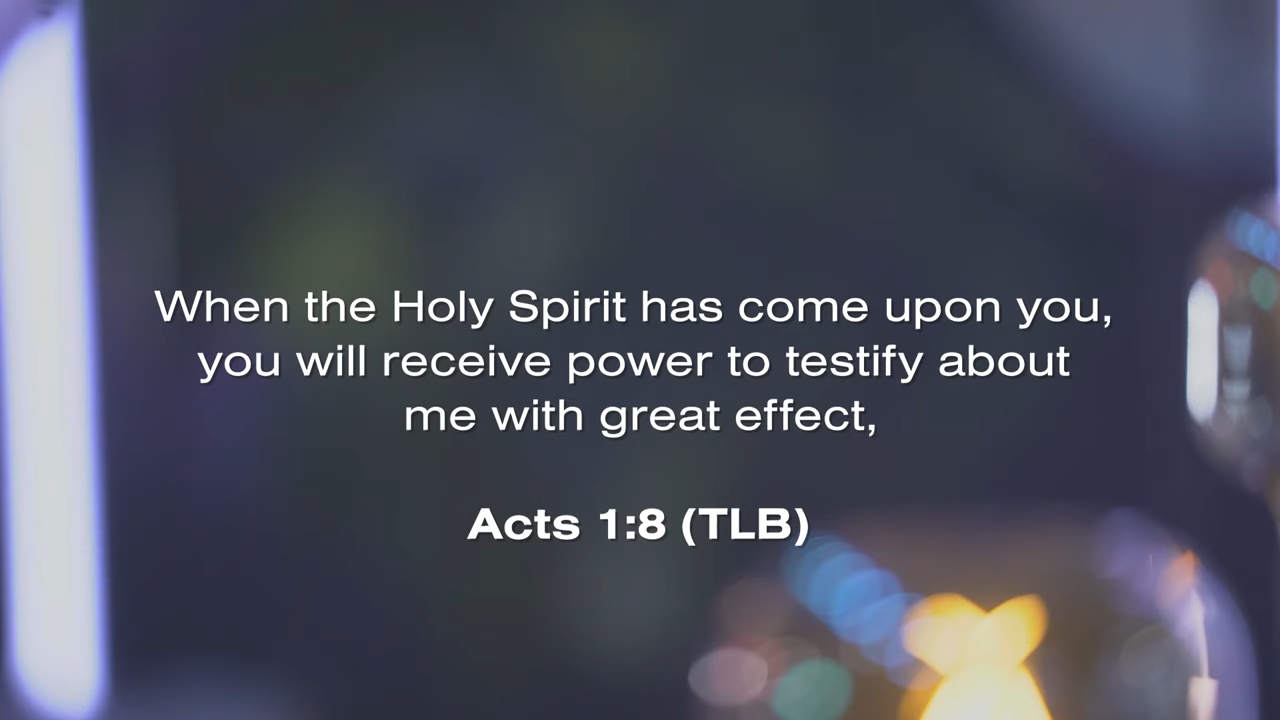 When the Holy Spirit has come upon you,
you will receive power to testify about
me with great effect,
Acts 1:8 (TLB)